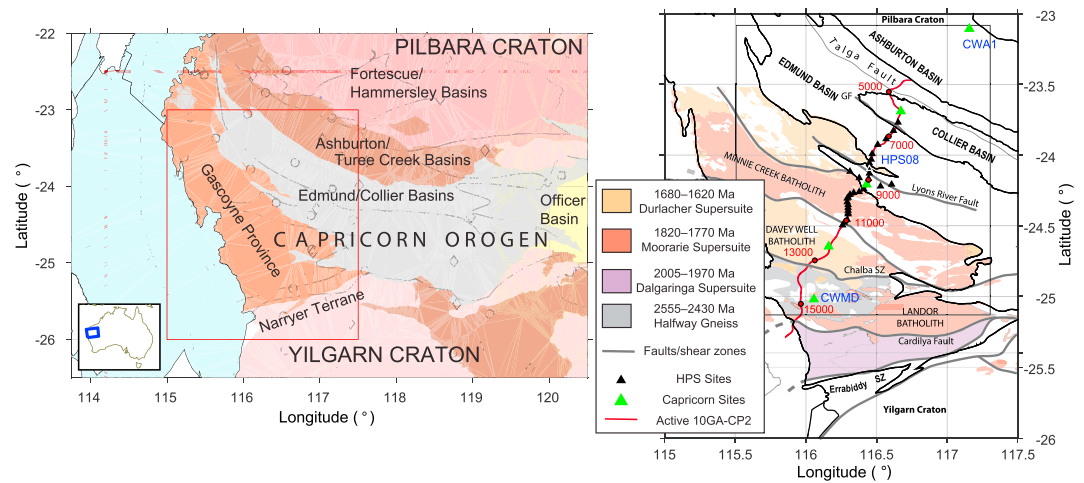 -22
-23
-24
-25
-26
Latitude ( ° )
114
115
116
117
118
119
120
Longitude ( ° )
PILBARA CRATON
Fortescue/
Hammersley Basins
Ashburton/
Turee Creek Basins
Edmund/Collier Basins
Officer
Basin
Gascoyne Province
CAPRICORN OROGEN
Narryer Terrane
YILGARN CRATON
1680–1620 Ma
Durlacher Supersuite
1820–1770 Ma
Moorarie Supersuite
2005–1970 Ma
Dalgaringa Supersuite
2555–2430 Ma
Halfway Gneiss
Faults/shear zones
HPS Sites
Capricorn Sites
Active 10GA-CP2
Pilbara Craton
CWA1
ASHBURTON BASIN
Talga Fault
EDMUND BASIN
GF
5000
COLLIER BASIN
7000
HPS08
MINNIE CREEK BATHOLITH
9000
Lyons River Fault
11000
DAVEY WELL
BATHOLITH
13000
Chalba SZ
CWMD
15000
LANDOR
BATHOLITH
Cardilya Fault
Errabiddy SZ
Yilgarn Craton
-23
-23.5
-24
-24.5
-25
-25.5
-26
Latitude ( ° )
115
115.5
116
116.5
117
117.5
Longitude ( °)